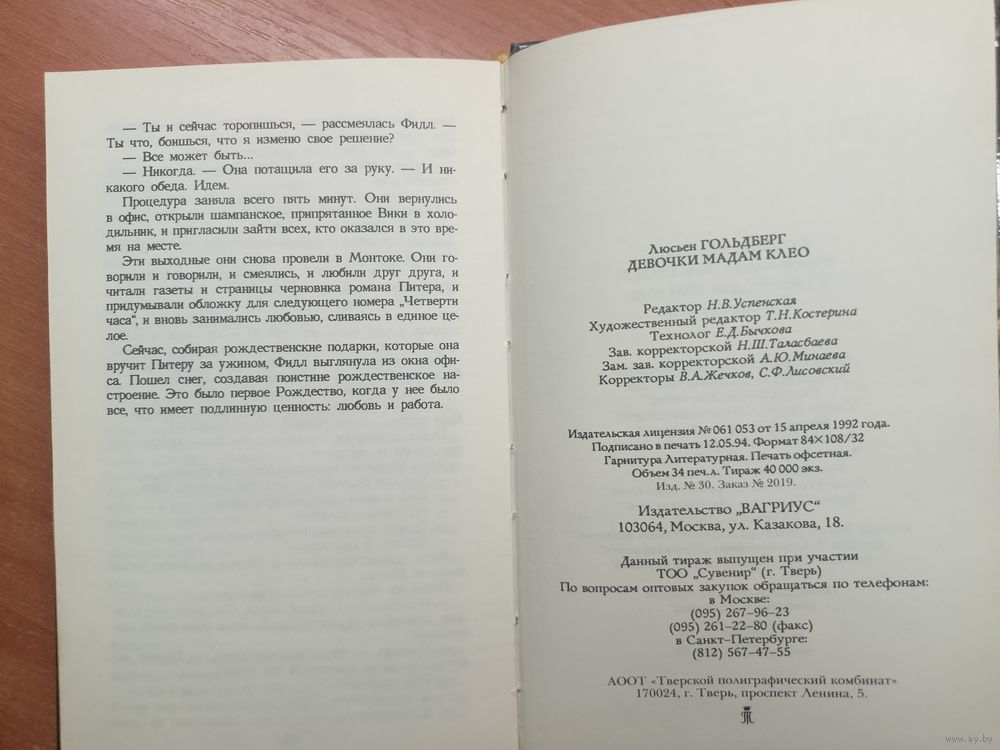 — Ты и сейчас торопишься, — рассмеялась Фидл. —
Ты что, боишься, что я изменю свое решение?
— Все может быть...
— Никогда. — Она потащила его за руку. — И ни-
какого обеда. Идем.
Процедура заняла всего пять минут. Они вернулись
в офис, открыли шампанское, припрятанное Вики в холо-
дильник, и пригласили зайти всех, кто оказался в это вре-
мя на месте.
Эти выходные они снова провели в Монтоке. Они го-
ворили и говорили, и смеялись, и любили друг друга, и
читали газеты и страницы черновика романа Питера, и
придумывали обложку для следующего номера „Четверти
часа“, и вновь занимались любовью, сливаясь в единое це-
лое.
Сейчас, собирая рождественские подарки, которые она
вручит Питеру за ужином, Фидл выглянула из окна офи-
са. Пошел снег, создавая поистине рождественское на-
строение. Это было первое Рождество, когда у нее было
все, что имеет подлинную ценность: любовь и работа.
Люсьен ГОЛЬДБЕРГ
ДЕВОЧКИ МАДАМ КЛЕО
Редактор Н.В.Успенская
Художественный редактор Т.Н.Костерина
Технолог Е.Д.Бычкова
Зав. корректорской Н.Ш.Таласбаева
Зам. зав. корректорской А.Ю.Минаева
Корректоры В.А.Жечков, С.Ф.Лисовский
Издательская лицензия № 061 053 от 15 апреля 1992 года.
Подписано в печать 12.05.94. Формат 84×108/32
Гарнитура Литературная. Печать офсетная.
Объем 34 печ.л. Тираж 40 000 экз.
Изд. № 30. Заказ № 2019.
Издательство „ВАГРИУС“
103064, Москва, ул. Казакова, 18.
Данный тираж выпущен при участии
ТОО „Сувенир“ (г. Тверь)
По вопросам оптовых закупок обращаться по телефонам:
в Москве:
(095) 267-96-23
(095) 261-22-80 (факс)
в Санкт-Петербурге:
(812) 567-47-55
АООТ «Тверской полиграфический комбинат»
170024, г. Тверь, проспект Ленина, 5.
www.ay.by